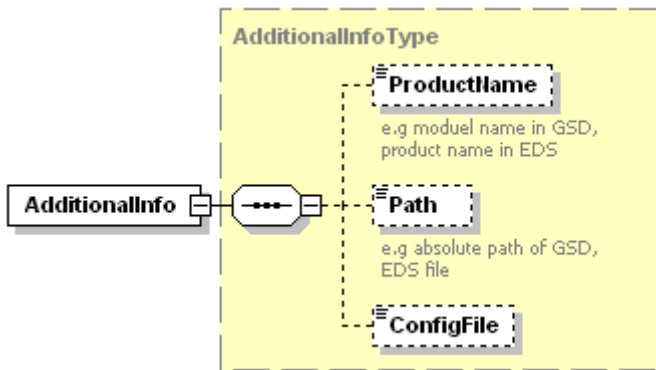 AdditionalInfoType
ProductName
e.g moduel name in GSD,
product name in EDS
AdditionalInfo
Path
e.g absolute path of GSD,
EDS file
ConfigFile